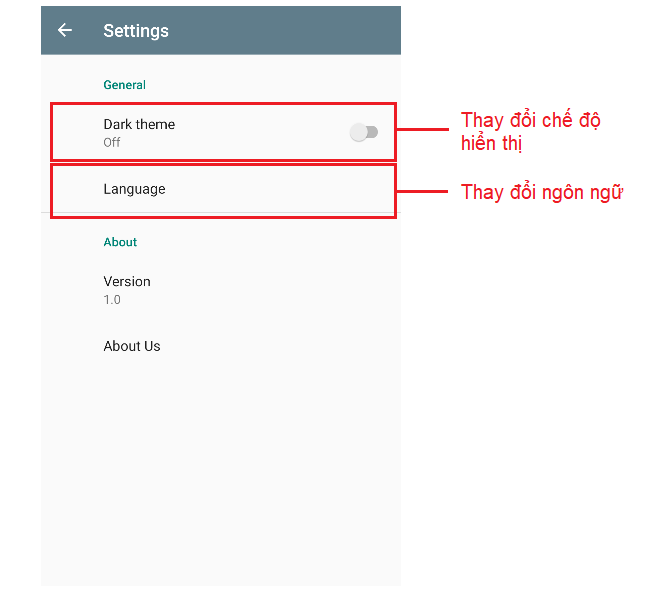 Settings
General
Dark theme
Off
Thay đổi chế độ
hiển thị
Language
Thay đổi ngôn ngữ
About
Version
1.0
About Us